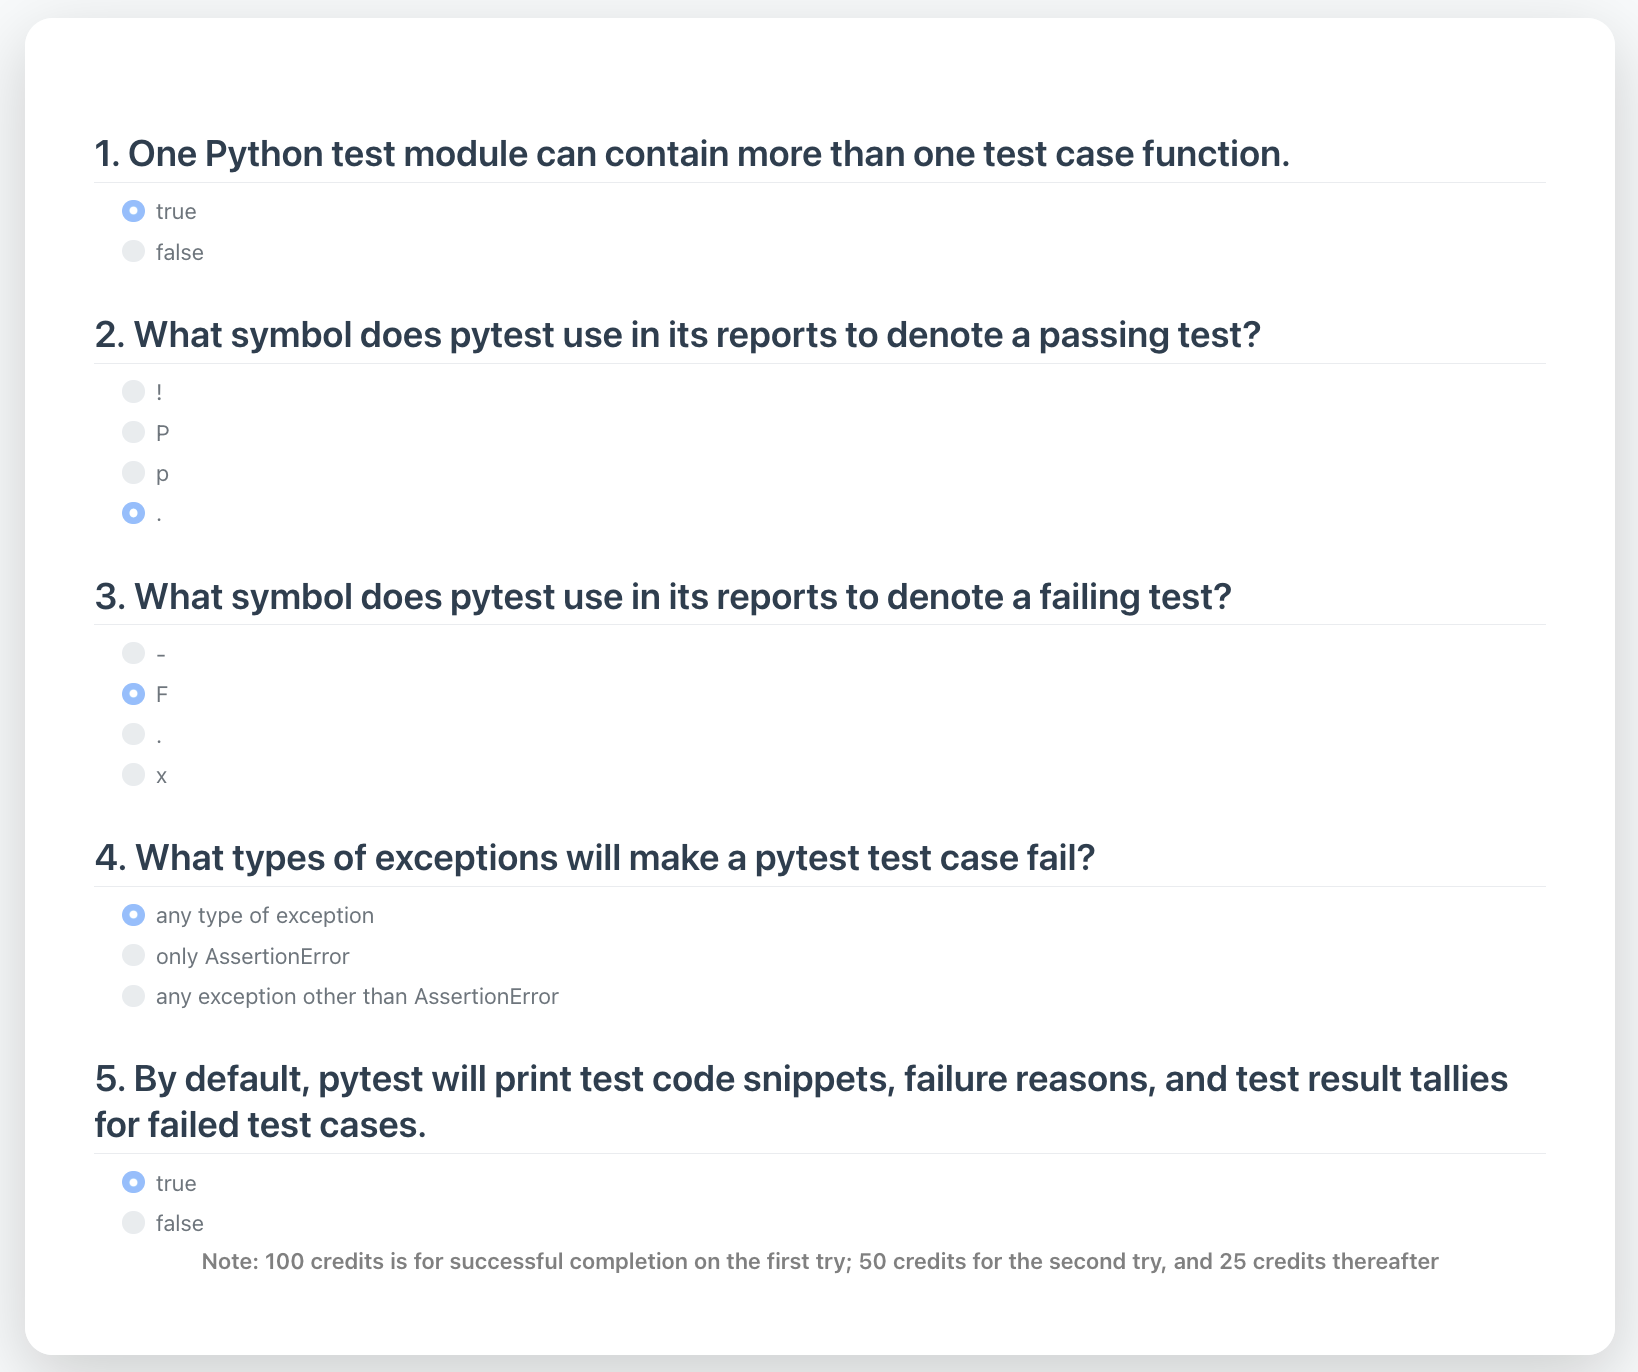 1. One Python test module can contain more than one test case function.
true
false
2. What symbol does pytest use in its reports to denote a passing test?
!
P
p
.
3. What symbol does pytest use in its reports to denote a failing test?
-
F
.
x
4. What types of exceptions will make a pytest test case fail?
any type of exception
only AssertionError
any exception other than AssertionError
5. By default, pytest will print test code snippets, failure reasons, and test result tallies
for failed test cases.
true
false
Note: 100 credits is for successful completion on the first try; 50 credits for the second try, and 25 credits thereafter